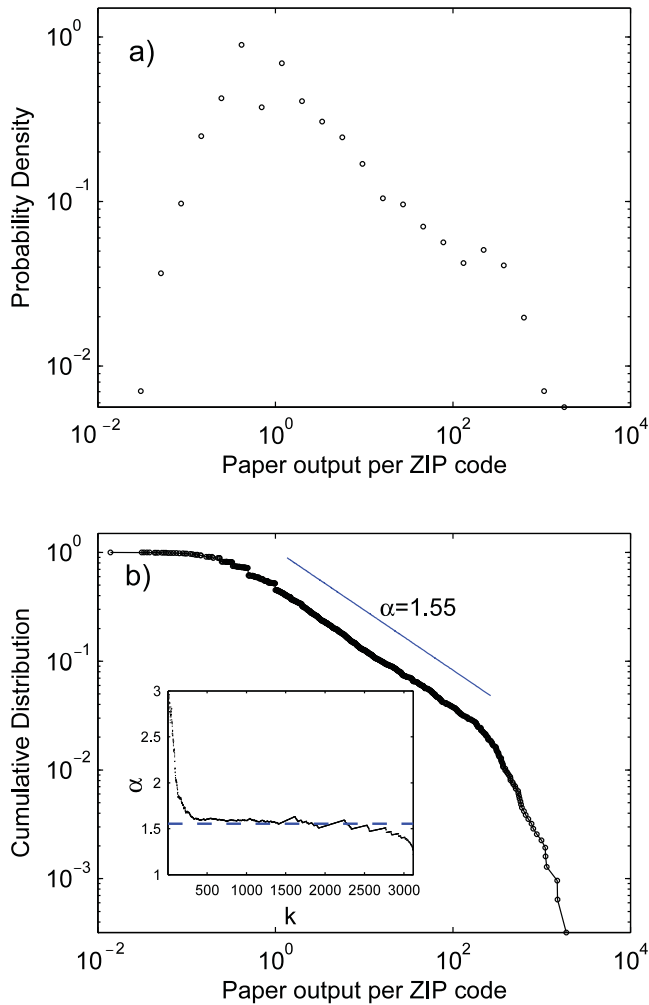 a)
Probability Density
10^0
10^−1
10^−2
10^−2 10^0 10^2 10^4
Paper output per ZIP code
b)
Cumulative Distribution
10^0
10^−1
10^−2
10^−3
α=1.55
α
3
2.5
2
1.5
1
500 1000 1500 2000 2500 3000
k
10^−2 10^0 10^2 10^4
Paper output per ZIP code